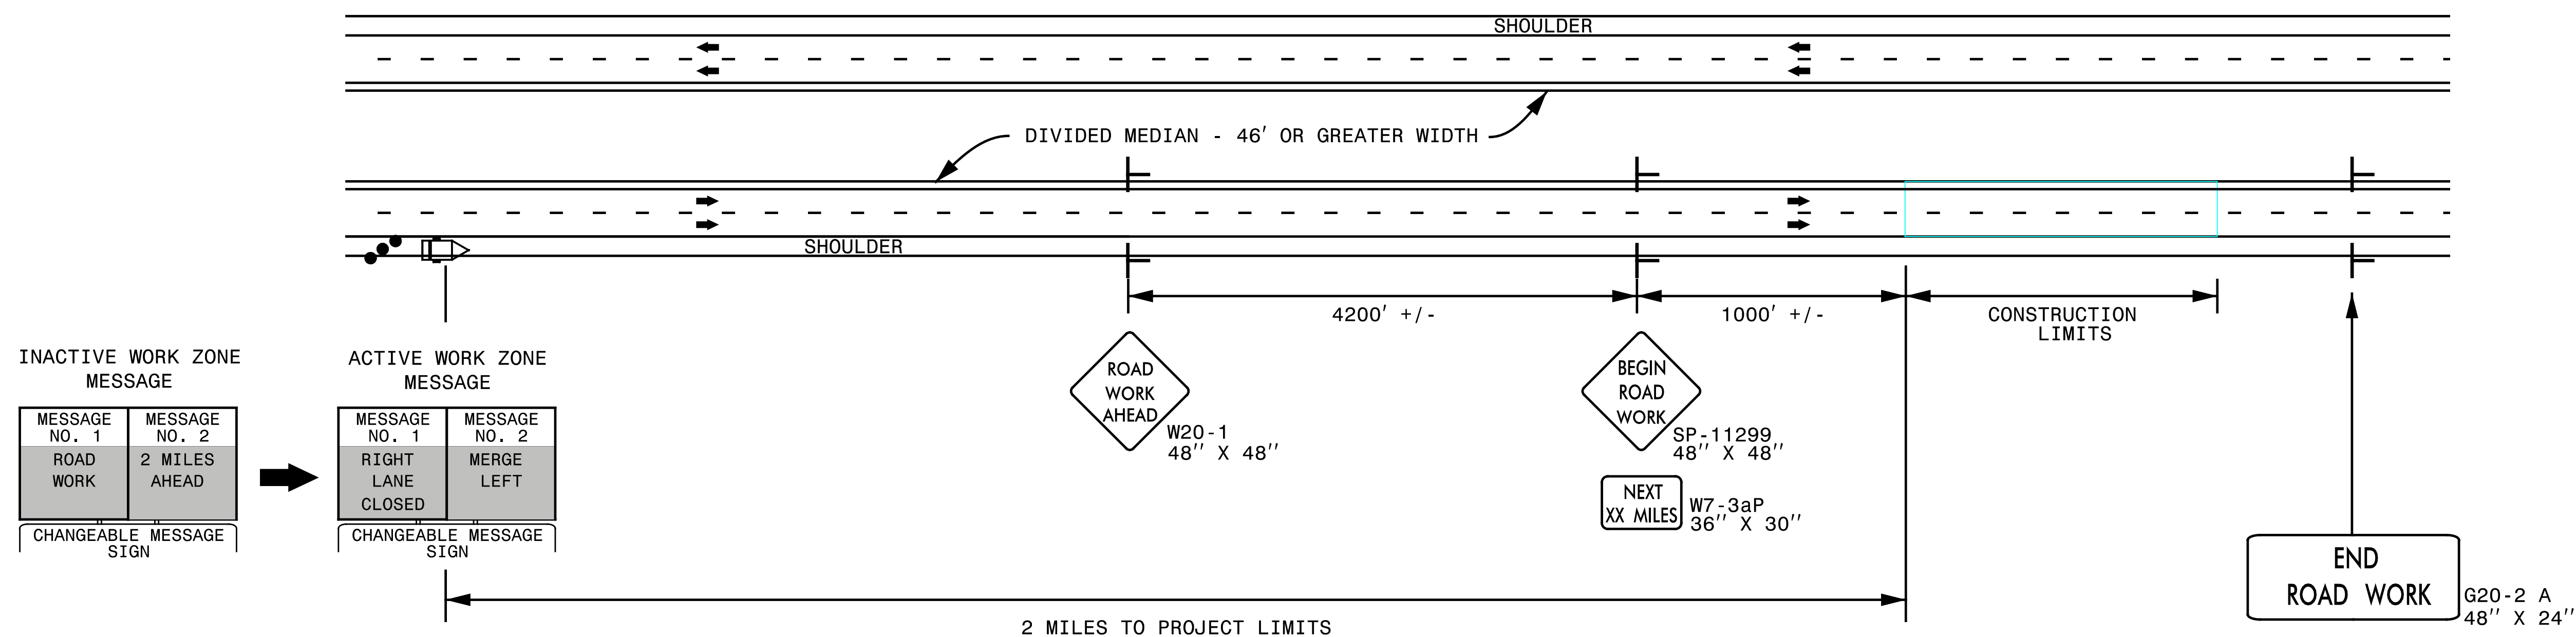 SHOULDER
DIVIDED MEDIAN - 46' OR GREATER WIDTH
SHOULDER
4200' +/-
1000' +/-
CONSTRUCTION
LIMITS
INACTIVE WORK ZONE
MESSAGE
MESSAGE
NO. 1
MESSAGE
NO. 2
ROAD
WORK
2 MILES
AHEAD
CHANGEABLE MESSAGE
SIGN
ACTIVE WORK ZONE
MESSAGE
MESSAGE
NO. 1
MESSAGE
NO. 2
RIGHT
LANE
CLOSED
MERGE
LEFT
CHANGEABLE MESSAGE
SIGN
ROAD
WORK
AHEAD
W20-1
48" X 48"
BEGIN
ROAD
WORK
SP-11299
48" X 48"
NEXT
XX MILES
W7-3aP
36" X 30"
END
ROAD WORK
G20-2 A
48" X 24"
2 MILES TO PROJECT LIMITS